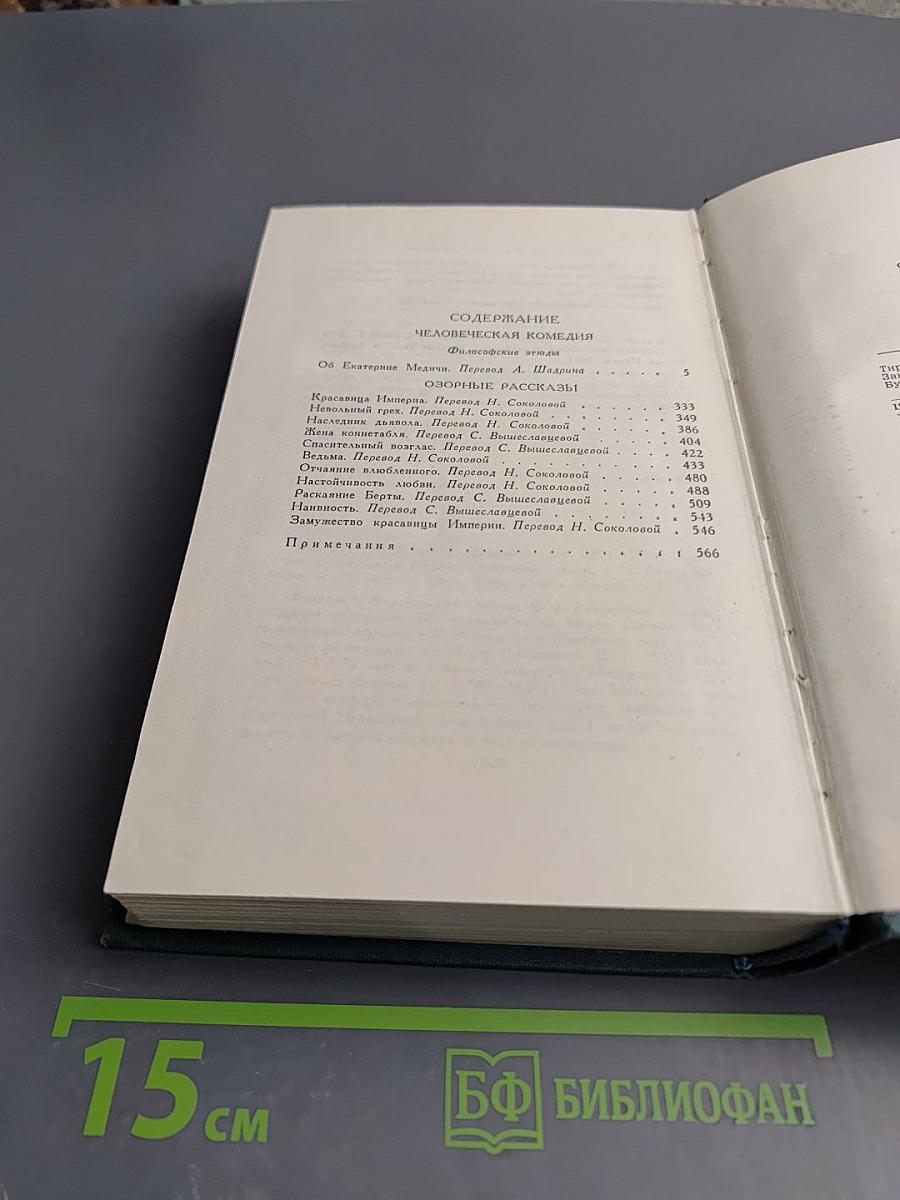 СОДЕРЖАНИЕ
ЧЕЛОВЕЧЕСКАЯ КОМЕДИЯ
Философские этюды
Об Екатерине Медичи. Перевод А. Шадрина . . . . . 5
ОЗОРНЫЕ РАССКАЗЫ
Красавица Империа. Перевод Н. Соколовой . . . . . . 333
Невольный грех. Перевод Н. Соколовой . . . . . . . 349
Наследник дьявола. Перевод Н. Соколовой . . . . . . 386
Жена коннетабля. Перевод С. Вышеславцевой . . . . . 404
Спасительный возглас. Перевод С. Вышеславцевой . . . . 422
Ведьма. Перевод Н. Соколовой . . . . . . . . . 433
Отчаяние влюбленного. Перевод Н. Соколовой . . . . . 480
Настойчивость любви. Перевод Н. Соколовой . . . . . 488
Раскаяние Берты. Перевод С. Вышеславцевой . . . . . 509
Наивность. Перевод С. Вышеславцевой . . . . . . . . 543
Замужество красавицы Империи. Перевод Н. Соколовой . 546
Примечания . . . . . . . . . . . . . . . 566
15 см
БФ БИБЛИОФАН